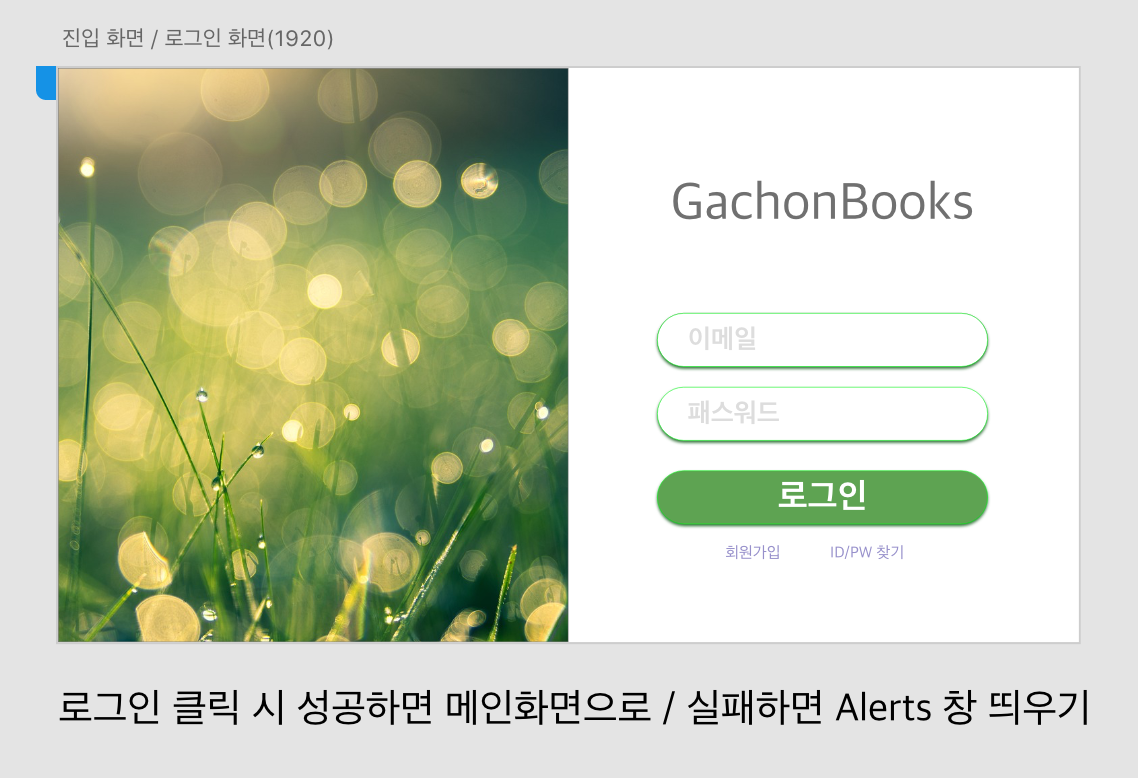 진입 화면 / 로그인 화면(1920)
GachonBooks
이메일
패스워드
로그인
회원가입 ID/PW 찾기
로그인 클릭 시 성공하면 메인화면으로 / 실패하면 Alerts 창 띄우기